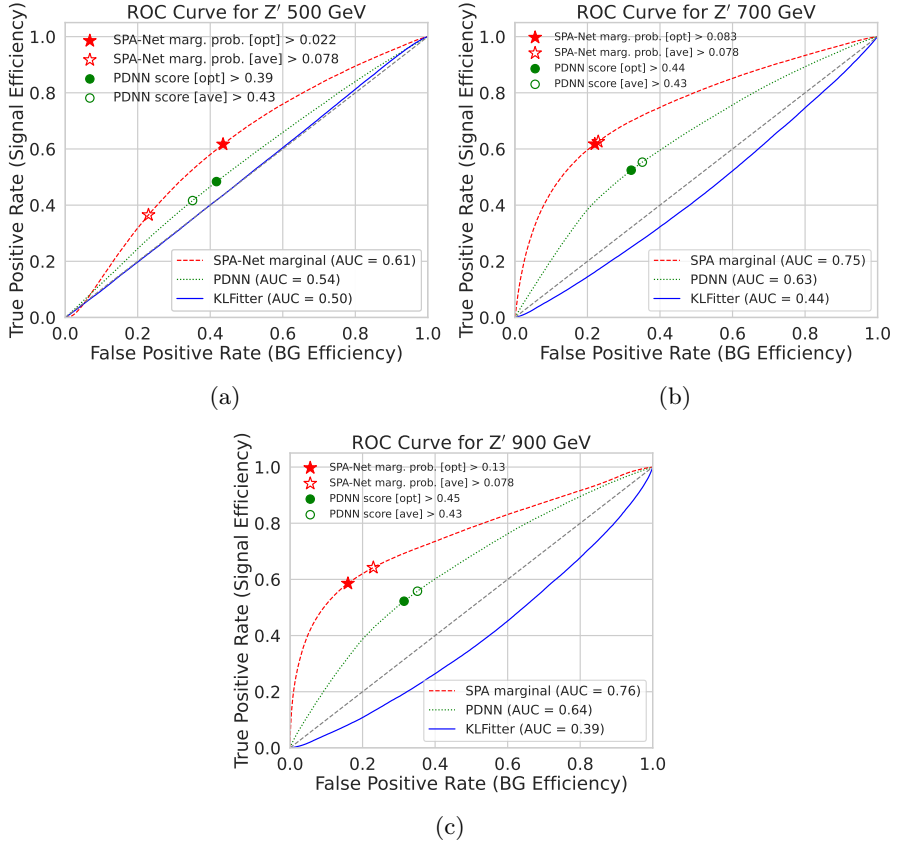 ROC Curve for Z′ 500 GeV
True Positive Rate (Signal Efficiency)
1.0
0.8
0.6
0.4
0.2
0.0
SPA-Net marg. prob. [opt] > 0.022
SPA-Net marg. prob. [ave] > 0.078
PDNN score [opt] > 0.39
PDNN score [ave] > 0.43
SPA-Net marginal (AUC = 0.61)
PDNN (AUC = 0.54)
KLFitter (AUC = 0.50)
0.0 0.2 0.4 0.6 0.8 1.0
False Positive Rate (BG Efficiency)
(a)
ROC Curve for Z′ 700 GeV
True Positive Rate (Signal Efficiency)
1.0
0.8
0.6
0.4
0.2
0.0
SPA-Net marg. prob. [opt] > 0.083
SPA-Net marg. prob. [ave] > 0.078
PDNN score [opt] > 0.44
PDNN score [ave] > 0.43
SPA marginal (AUC = 0.75)
PDNN (AUC = 0.63)
KLFitter (AUC = 0.44)
0.0 0.2 0.4 0.6 0.8 1.0
False Positive Rate (BG Efficiency)
(b)
ROC Curve for Z′ 900 GeV
True Positive Rate (Signal Efficiency)
1.0
0.8
0.6
0.4
0.2
0.0
SPA-Net marg. prob. [opt] > 0.13
SPA-Net marg. prob. [ave] > 0.078
PDNN score [opt] > 0.45
PDNN score [ave] > 0.43
SPA marginal (AUC = 0.76)
PDNN (AUC = 0.64)
KLFitter (AUC = 0.39)
0.0 0.2 0.4 0.6 0.8 1.0
False Positive Rate (BG Efficiency)
(c)